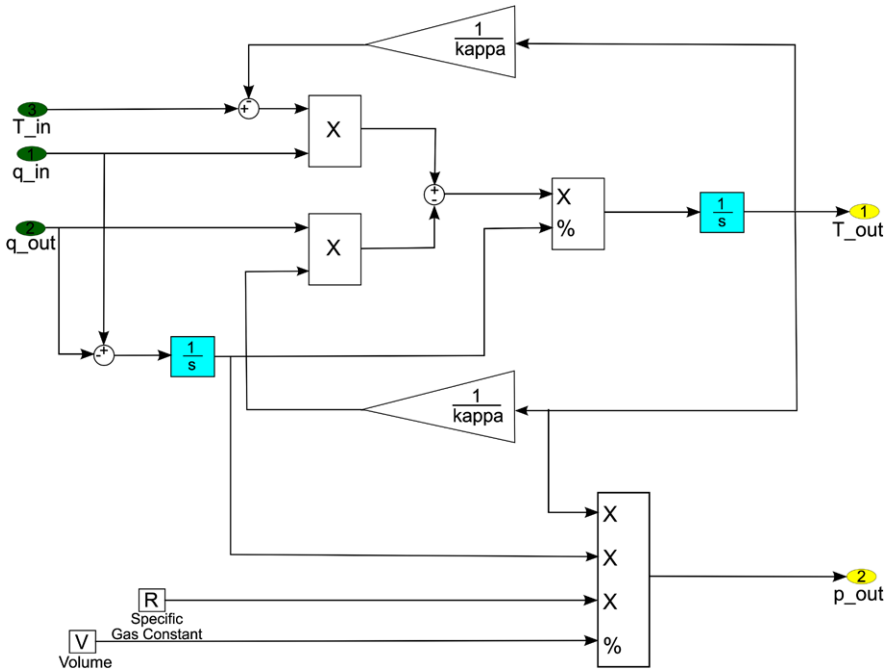 1
kappa
3
T_in
1
q_in
2
q_out
-
+
X
X
+
-
X
%
1
s
1
T_out
-
+
1
s
1
kappa
X
X
X
%
2
p_out
R
Specific
Gas Constant
V
Volume